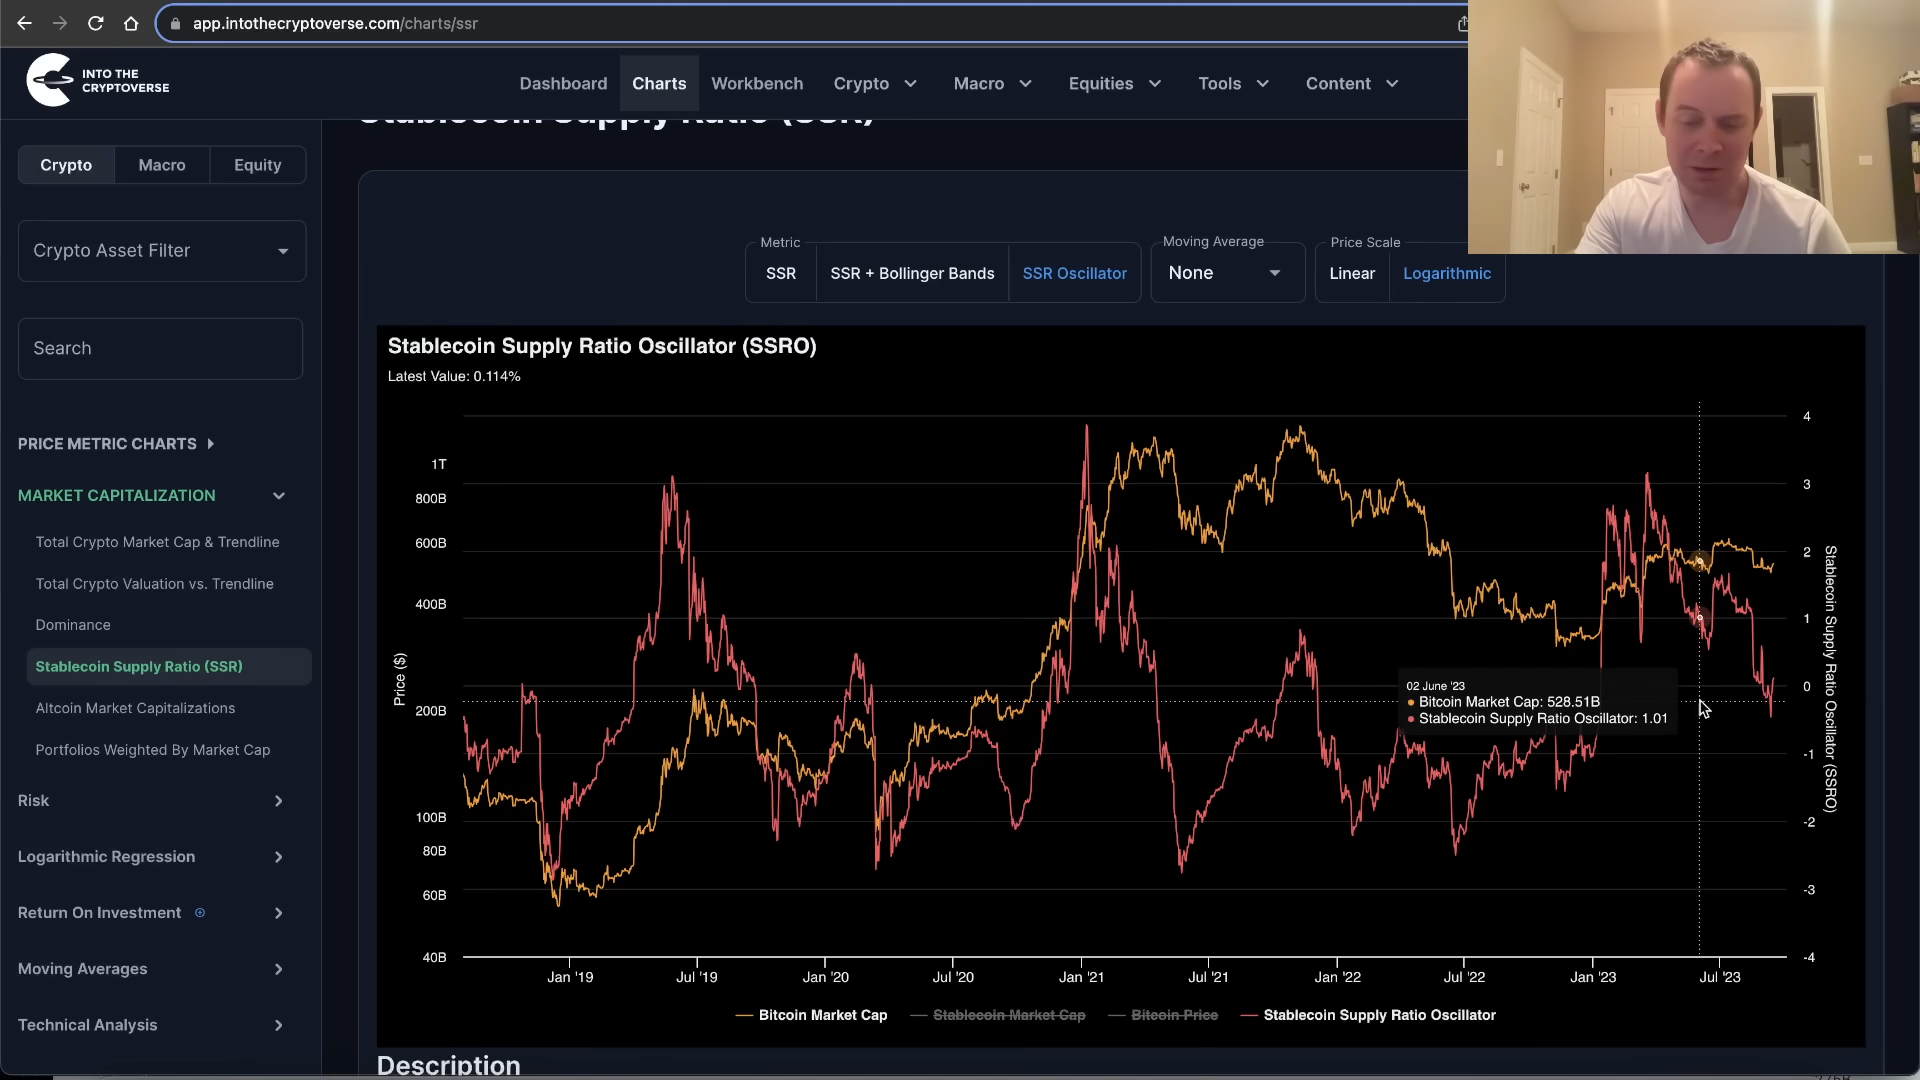 app.intothecryptoverse.com/charts/ssr
INTO THE
CRYPTOVERSE
Dashboard
Charts
Workbench
Crypto
Macro
Equities
Tools
Content
Stablecoin Supply Ratio (SSR)
Crypto
Macro
Equity
Crypto Asset Filter
Search
PRICE METRIC CHARTS
MARKET CAPITALIZATION
Total Crypto Market Cap & Trendline
Total Crypto Valuation vs. Trendline
Dominance
Stablecoin Supply Ratio (SSR)
Altcoin Market Capitalizations
Portfolios Weighted By Market Cap
Risk
Logarithmic Regression
Return On Investment
Moving Averages
Technical Analysis
Metric
SSR
SSR + Bollinger Bands
SSR Oscillator
Moving Average
None
Price Scale
Linear
Logarithmic
Stablecoin Supply Ratio Oscillator (SSRO)
Latest Value: 0.114%
1T
800B
600B
400B
200B
100B
80B
60B
40B
Price ($)
4
3
2
1
0
-1
-2
-3
-4
Stablecoin Supply Ratio Oscillator (SSRO)
02 June '23
Bitcoin Market Cap: 528.51B
Stablecoin Supply Ratio Oscillator: 1.01
Jan '19
Jul '19
Jan '20
Jul '20
Jan '21
Jul '21
Jan '22
Jul '22
Jan '23
Jul '23
Bitcoin Market Cap
Stablecoin Market Cap
Bitcoin Price
Stablecoin Supply Ratio Oscillator
Description